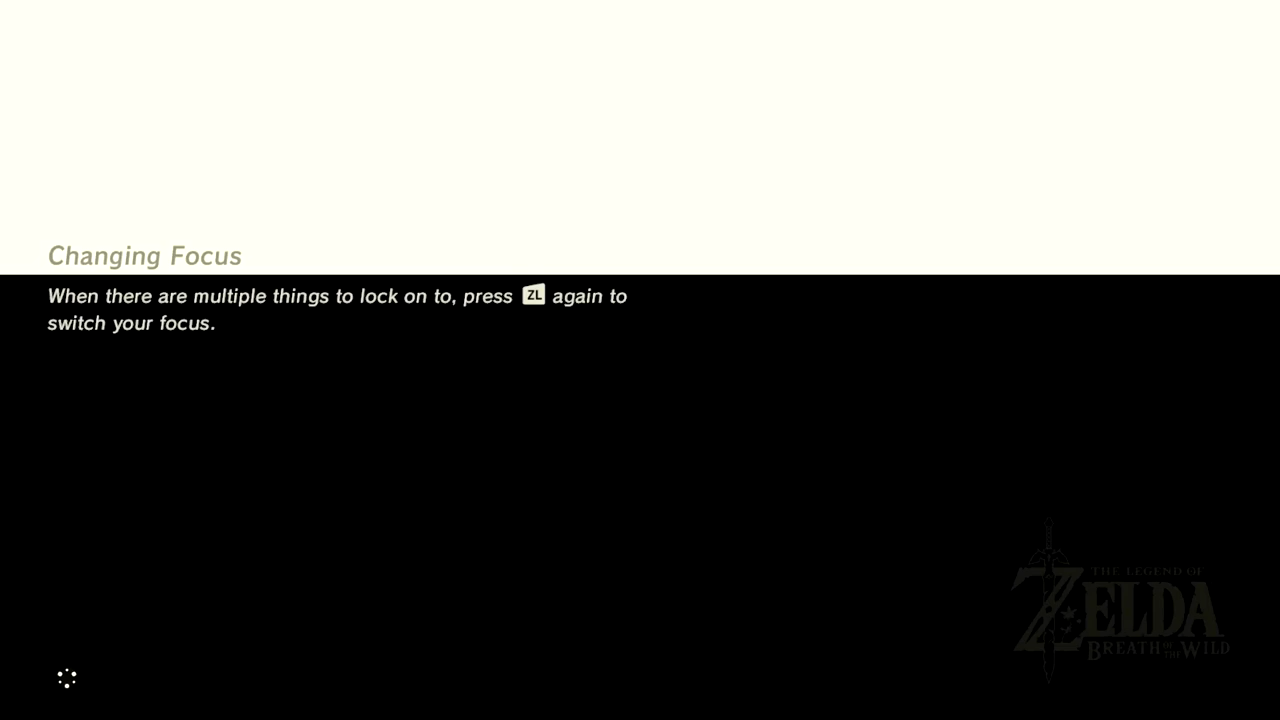 Changing Focus
When there are multiple things to lock on to, press ZL again to
switch your focus.
THE LEGEND OF
ZELDA
BREATH OF THE WILD